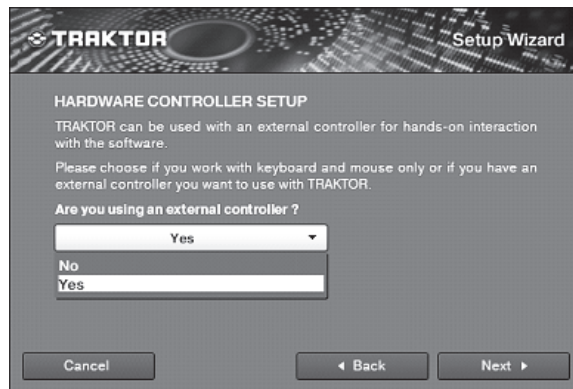 TRAKTOR
Setup Wizard
HARDWARE CONTROLLER SETUP
TRAKTOR can be used with an external controller for hands-on interaction
with the software.
Please choose if you work with keyboard and mouse only or if you have an
external controller you want to use with TRAKTOR.
Are you using an external controller ?
Yes
No
Yes
Cancel
Back
Next